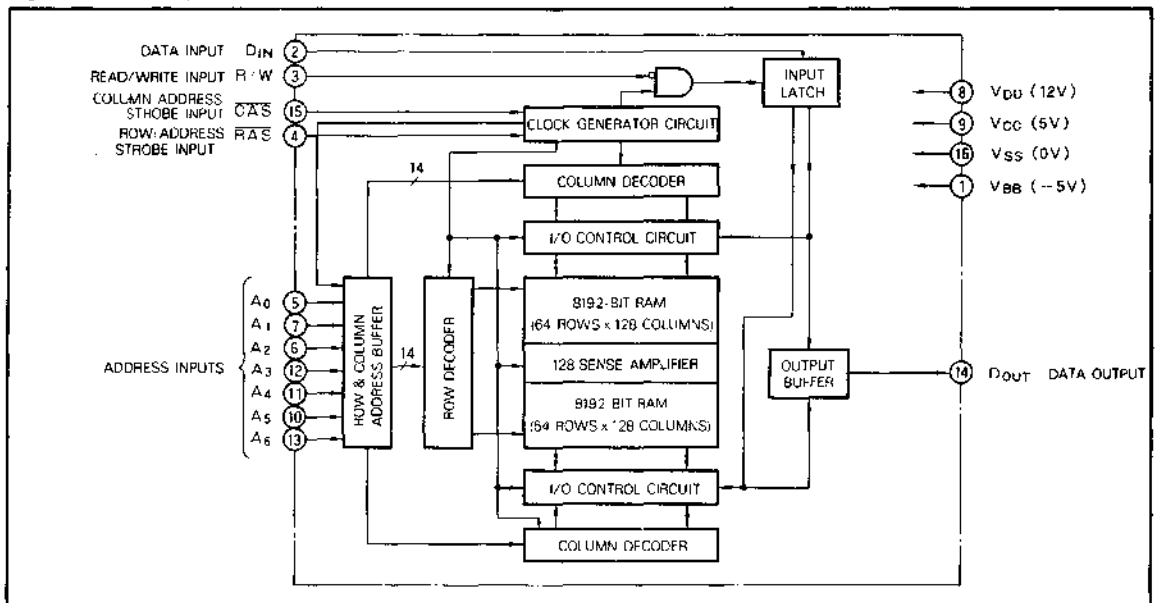 DATA INPUT DIN 2
READ/WRITE INPUT R/W 3
COLUMN ADDRESS
STROBE INPUT CAS 15
ROW ADDRESS RAS 4
STROBE INPUT
INPUT
LATCH
CLOCK GENERATOR CIRCUIT
8 VDD (12V)
9 VCC (5V)
16 VSS (0V)
1 VBB (-5V)
14
COLUMN DECODER
I/O CONTROL CIRCUIT
ADDRESS INPUTS
A0 5
A1 7
A2 6
A3 12
A4 11
A5 10
A6 13
ROW & COLUMN
ADDRESS BUFFER
14
ROW DECODER
8192-BIT RAM
(64 ROWS x 128 COLUMNS)
128 SENSE AMPLIFIER
8192 BIT RAM
(64 ROWS x 128 COLUMNS)
OUTPUT
BUFFER
14 DOUT DATA OUTPUT
I/O CONTROL CIRCUIT
COLUMN DECODER